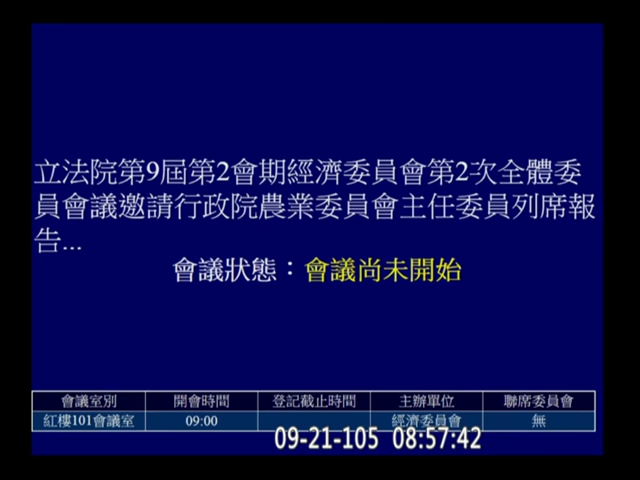 立法院第9屆第2會期經濟委員會第2次全體委
員會議邀請行政院農業委員會主任委員列席報
告...
會議狀態：會議尚未開始
會議室別 開會時間 登記截止時間 主辦單位 聯席委員會
紅樓101會議室 09:00 經濟委員會 無
09-21-105 08:57:42